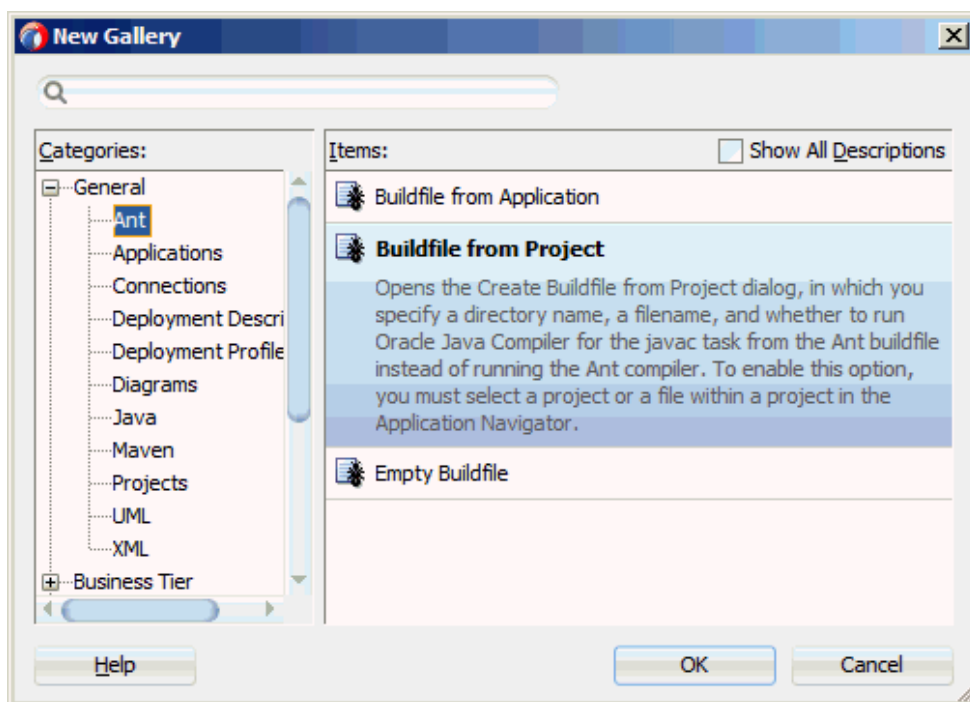 New Gallery
Categories:
General
Ant
Applications
Connections
Deployment Descri
Deployment Profile
Diagrams
Java
Maven
Projects
UML
XML
Business Tier
Items:
Show All Descriptions
Buildfile from Application
Buildfile from Project
Opens the Create Buildfile from Project dialog, in which you
specify a directory name, a filename, and whether to run
Oracle Java Compiler for the javac task from the Ant buildfile
instead of running the Ant compiler. To enable this option,
you must select a project or a file within a project in the
Application Navigator.
Empty Buildfile
Help
OK
Cancel